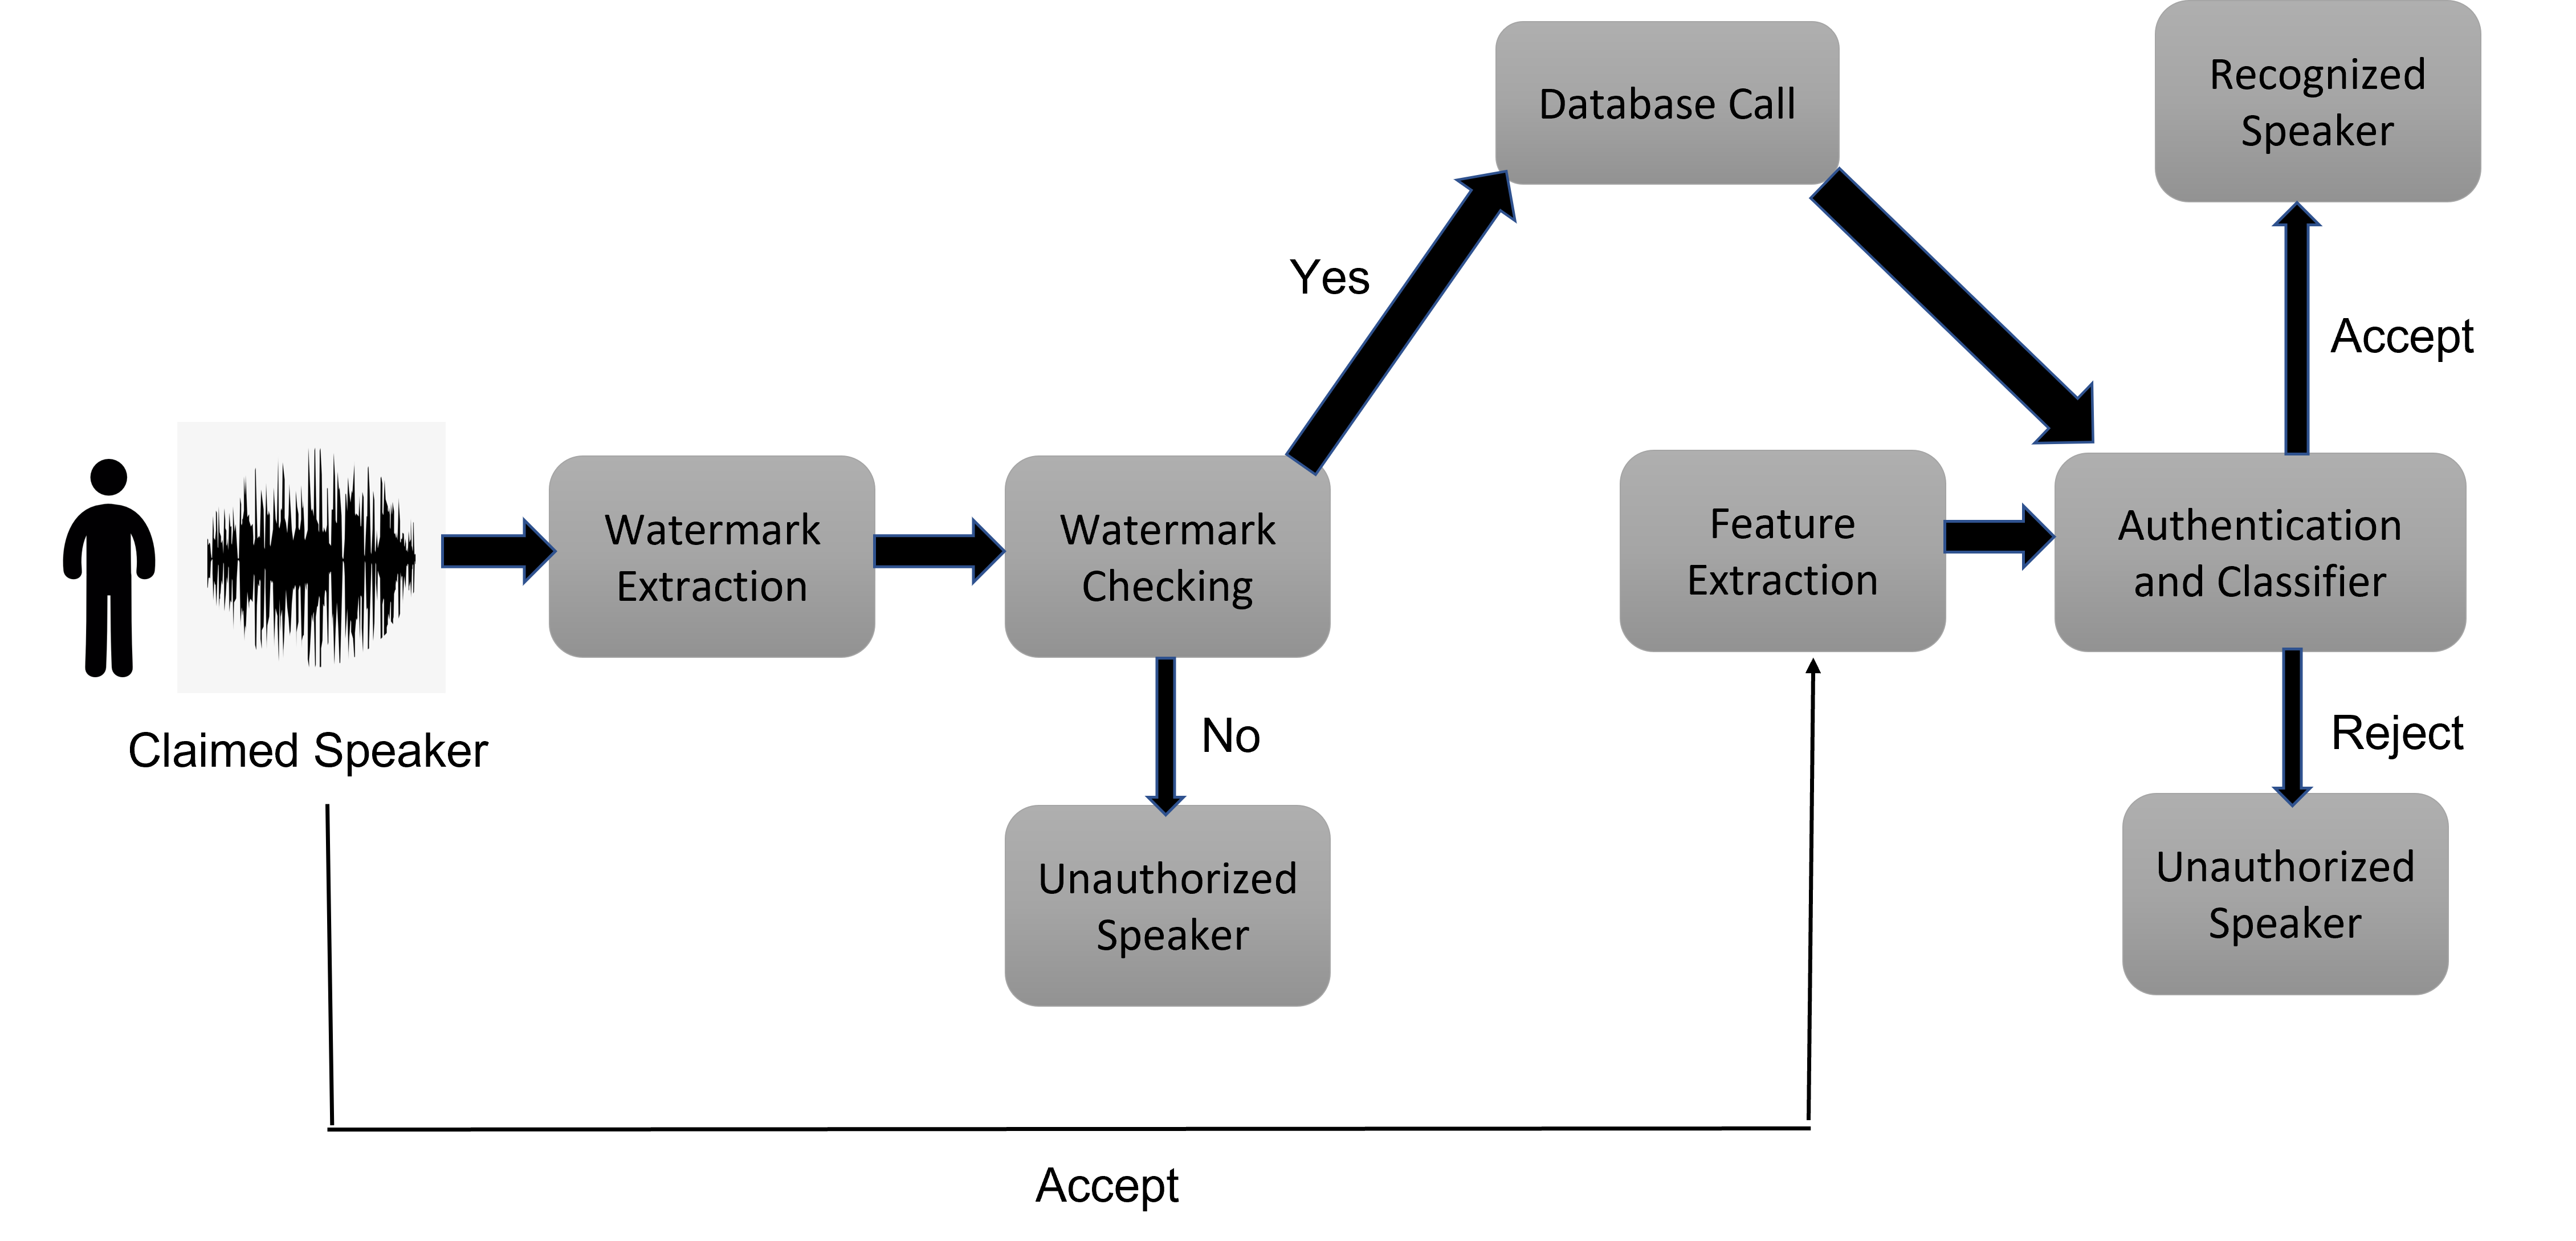 Database Call
Recognized
Speaker
Yes
Accept
Watermark
Extraction
Watermark
Checking
Feature
Extraction
Authentication
and Classifier
Claimed Speaker
No
Reject
Unauthorized
Speaker
Unauthorized
Speaker
Accept